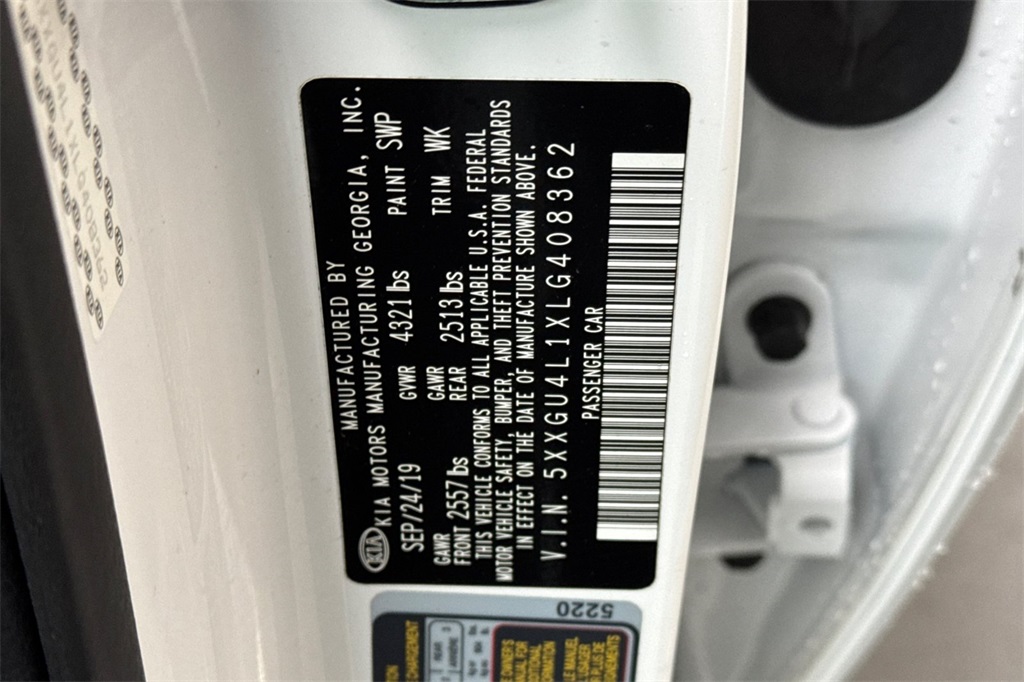 MANUFACTURED BY
KIA KIA MOTORS MANUFACTURING GEORGIA, INC.
SEP/24/19 GVWR 4321 lbs PAINT SWP
GAWR FRONT 2557 lbs GAWR REAR 2513 lbs TRIM WK
THIS VEHICLE CONFORMS TO ALL APPLICABLE U.S.A. FEDERAL
MOTOR VEHICLE SAFETY, BUMPER, AND THEFT PREVENTION STANDARDS
IN EFFECT ON THE DATE OF MANUFACTURE SHOWN ABOVE.
V.I.N. 5XXGU4L1XLG408362
PASSENGER CAR
5220
REAR